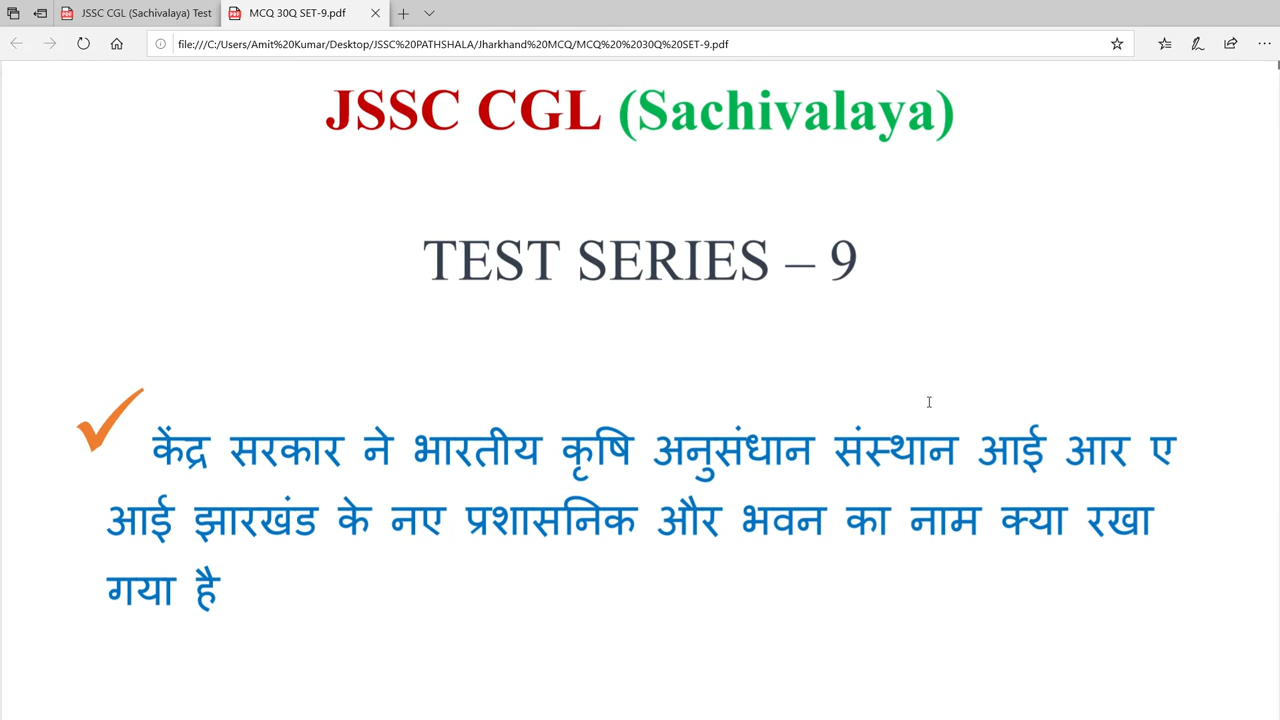 JSSC CGL (Sachivalaya) Test
MCQ 30Q SET-9.pdf
file:///C:/Users/Amit%20Kumar/Desktop/JSSC%20PATHSHALA/Jharkhand%20MCQ/MCQ%20%2030Q%20SET-9.pdf
JSSC CGL (Sachivalaya)
TEST SERIES – 9
केंद्र सरकार ने भारतीय कृषि अनुसंधान संस्थान आई आर ए
आई झारखंड के नए प्रशासनिक और भवन का नाम क्या रखा
गया है